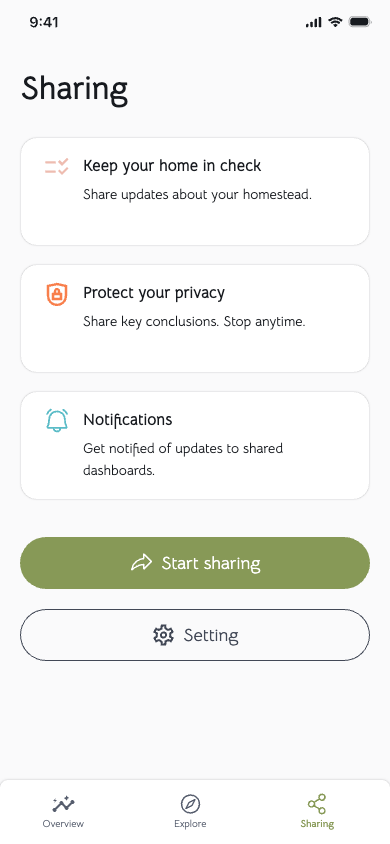 9:41
Sharing
Keep your home in check
Share updates about your homestead.
Protect your privacy
Share key conclusions. Stop anytime.
Notifications
Get notified of updates to shared
dashboards.
Start sharing
Setting
Overview
Explore
Sharing